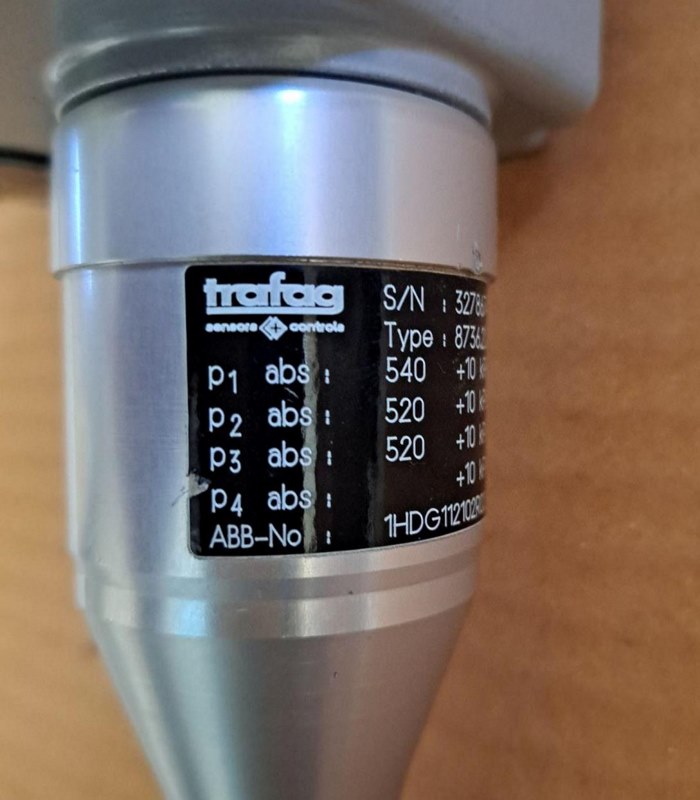 trafag
sensors controls
S/N : 3278
Type : 8736
p1 abs : 540 +10
p2 abs : 520 +10
p3 abs : 520 +10
p4 abs : +10
ABB-No : 1HDG112102